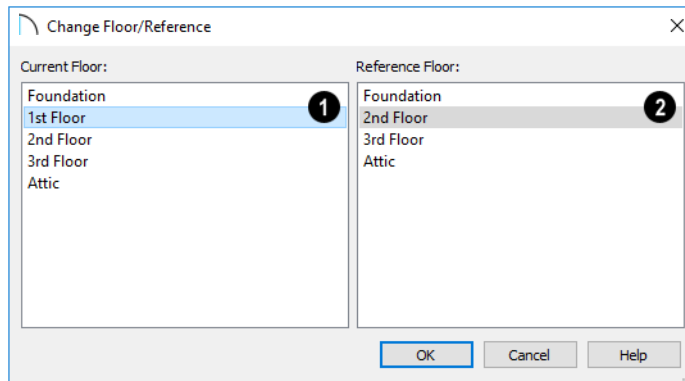 Change Floor/Reference
Current Floor:
Foundation
1st Floor
2nd Floor
3rd Floor
Attic
1
Reference Floor:
Foundation
2nd Floor
3rd Floor
Attic
2
OK
Cancel
Help